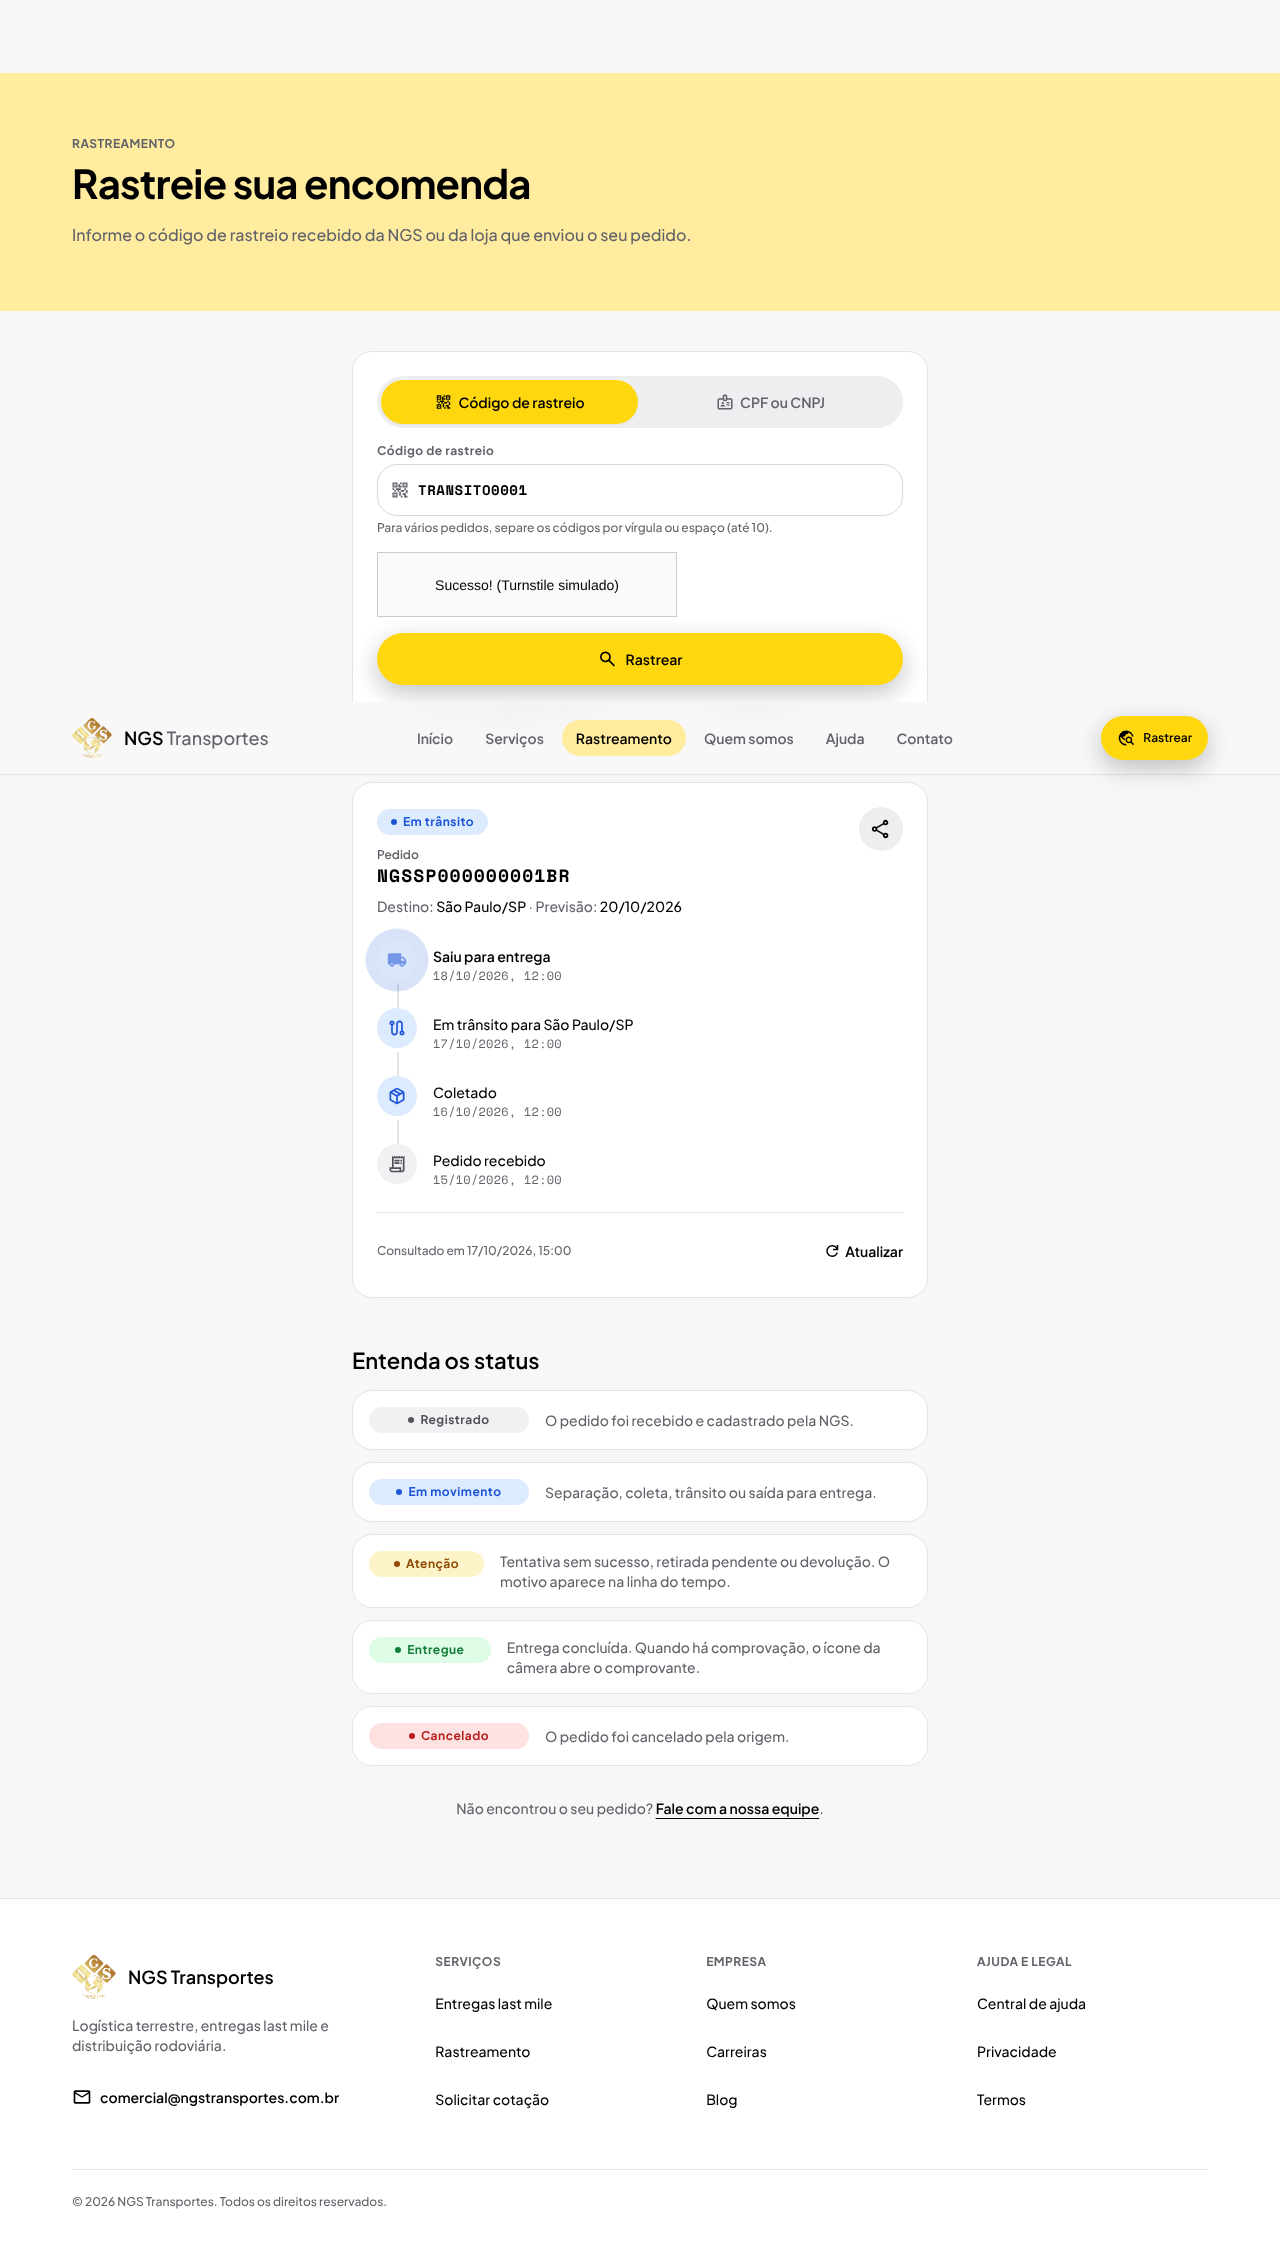 RASTREAMENTO
Rastreie sua encomenda
Informe o código de rastreio recebido da NGS ou da loja que enviou o seu pedido.
Código de rastreio
CPF ou CNPJ
Código de rastreio
TRANSITO0001
Para vários pedidos, separe os códigos por vírgula ou espaço (até 10).
Sucesso! (Turnstile simulado)
Rastrear
NGS Transportes
Início
Serviços
Rastreamento
Quem somos
Ajuda
Contato
Rastrear
Em trânsito
Pedido
NGSSP000000001BR
Destino: São Paulo/SP · Previsão: 20/10/2026
Saiu para entrega
18/10/2026, 12:00
Em trânsito para São Paulo/SP
17/10/2026, 12:00
Coletado
16/10/2026, 12:00
Pedido recebido
15/10/2026, 12:00
Consultado em 17/10/2026, 15:00
Atualizar
Entenda os status
Registrado
O pedido foi recebido e cadastrado pela NGS.
Em movimento
Separação, coleta, trânsito ou saída para entrega.
Atenção
Tentativa sem sucesso, retirada pendente ou devolução. O
motivo aparece na linha do tempo.
Entregue
Entrega concluída. Quando há comprovação, o ícone da
câmera abre o comprovante.
Cancelado
O pedido foi cancelado pela origem.
Não encontrou o seu pedido? Fale com a nossa equipe.
NGS Transportes
Logística terrestre, entregas last mile e
distribuição rodoviária.
comercial@ngstransportes.com.br
SERVIÇOS
Entregas last mile
Rastreamento
Solicitar cotação
EMPRESA
Quem somos
Carreiras
Blog
AJUDA E LEGAL
Central de ajuda
Privacidade
Termos
© 2026 NGS Transportes. Todos os direitos reservados.